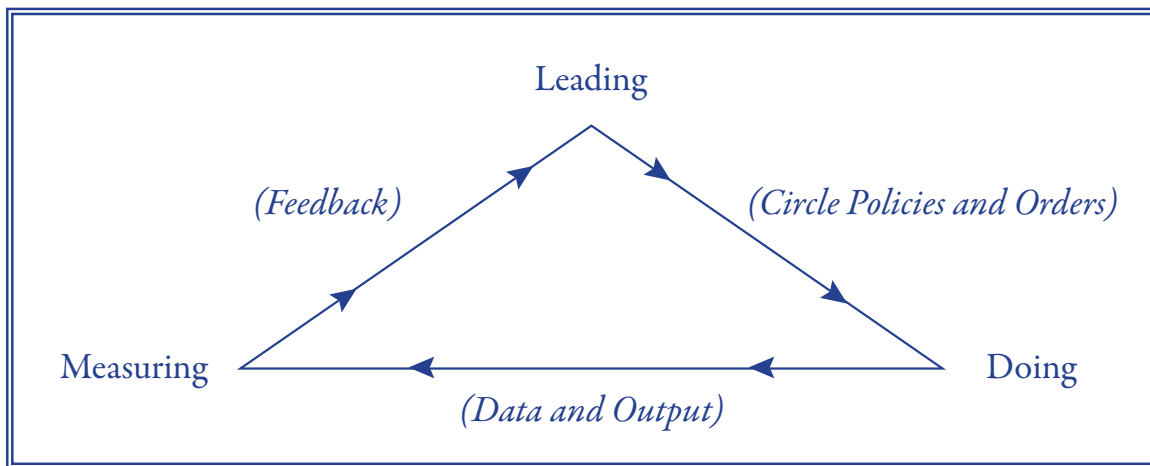 Leading
(Feedback)
(Circle Policies and Orders)
Measuring
Doing
(Data and Output)